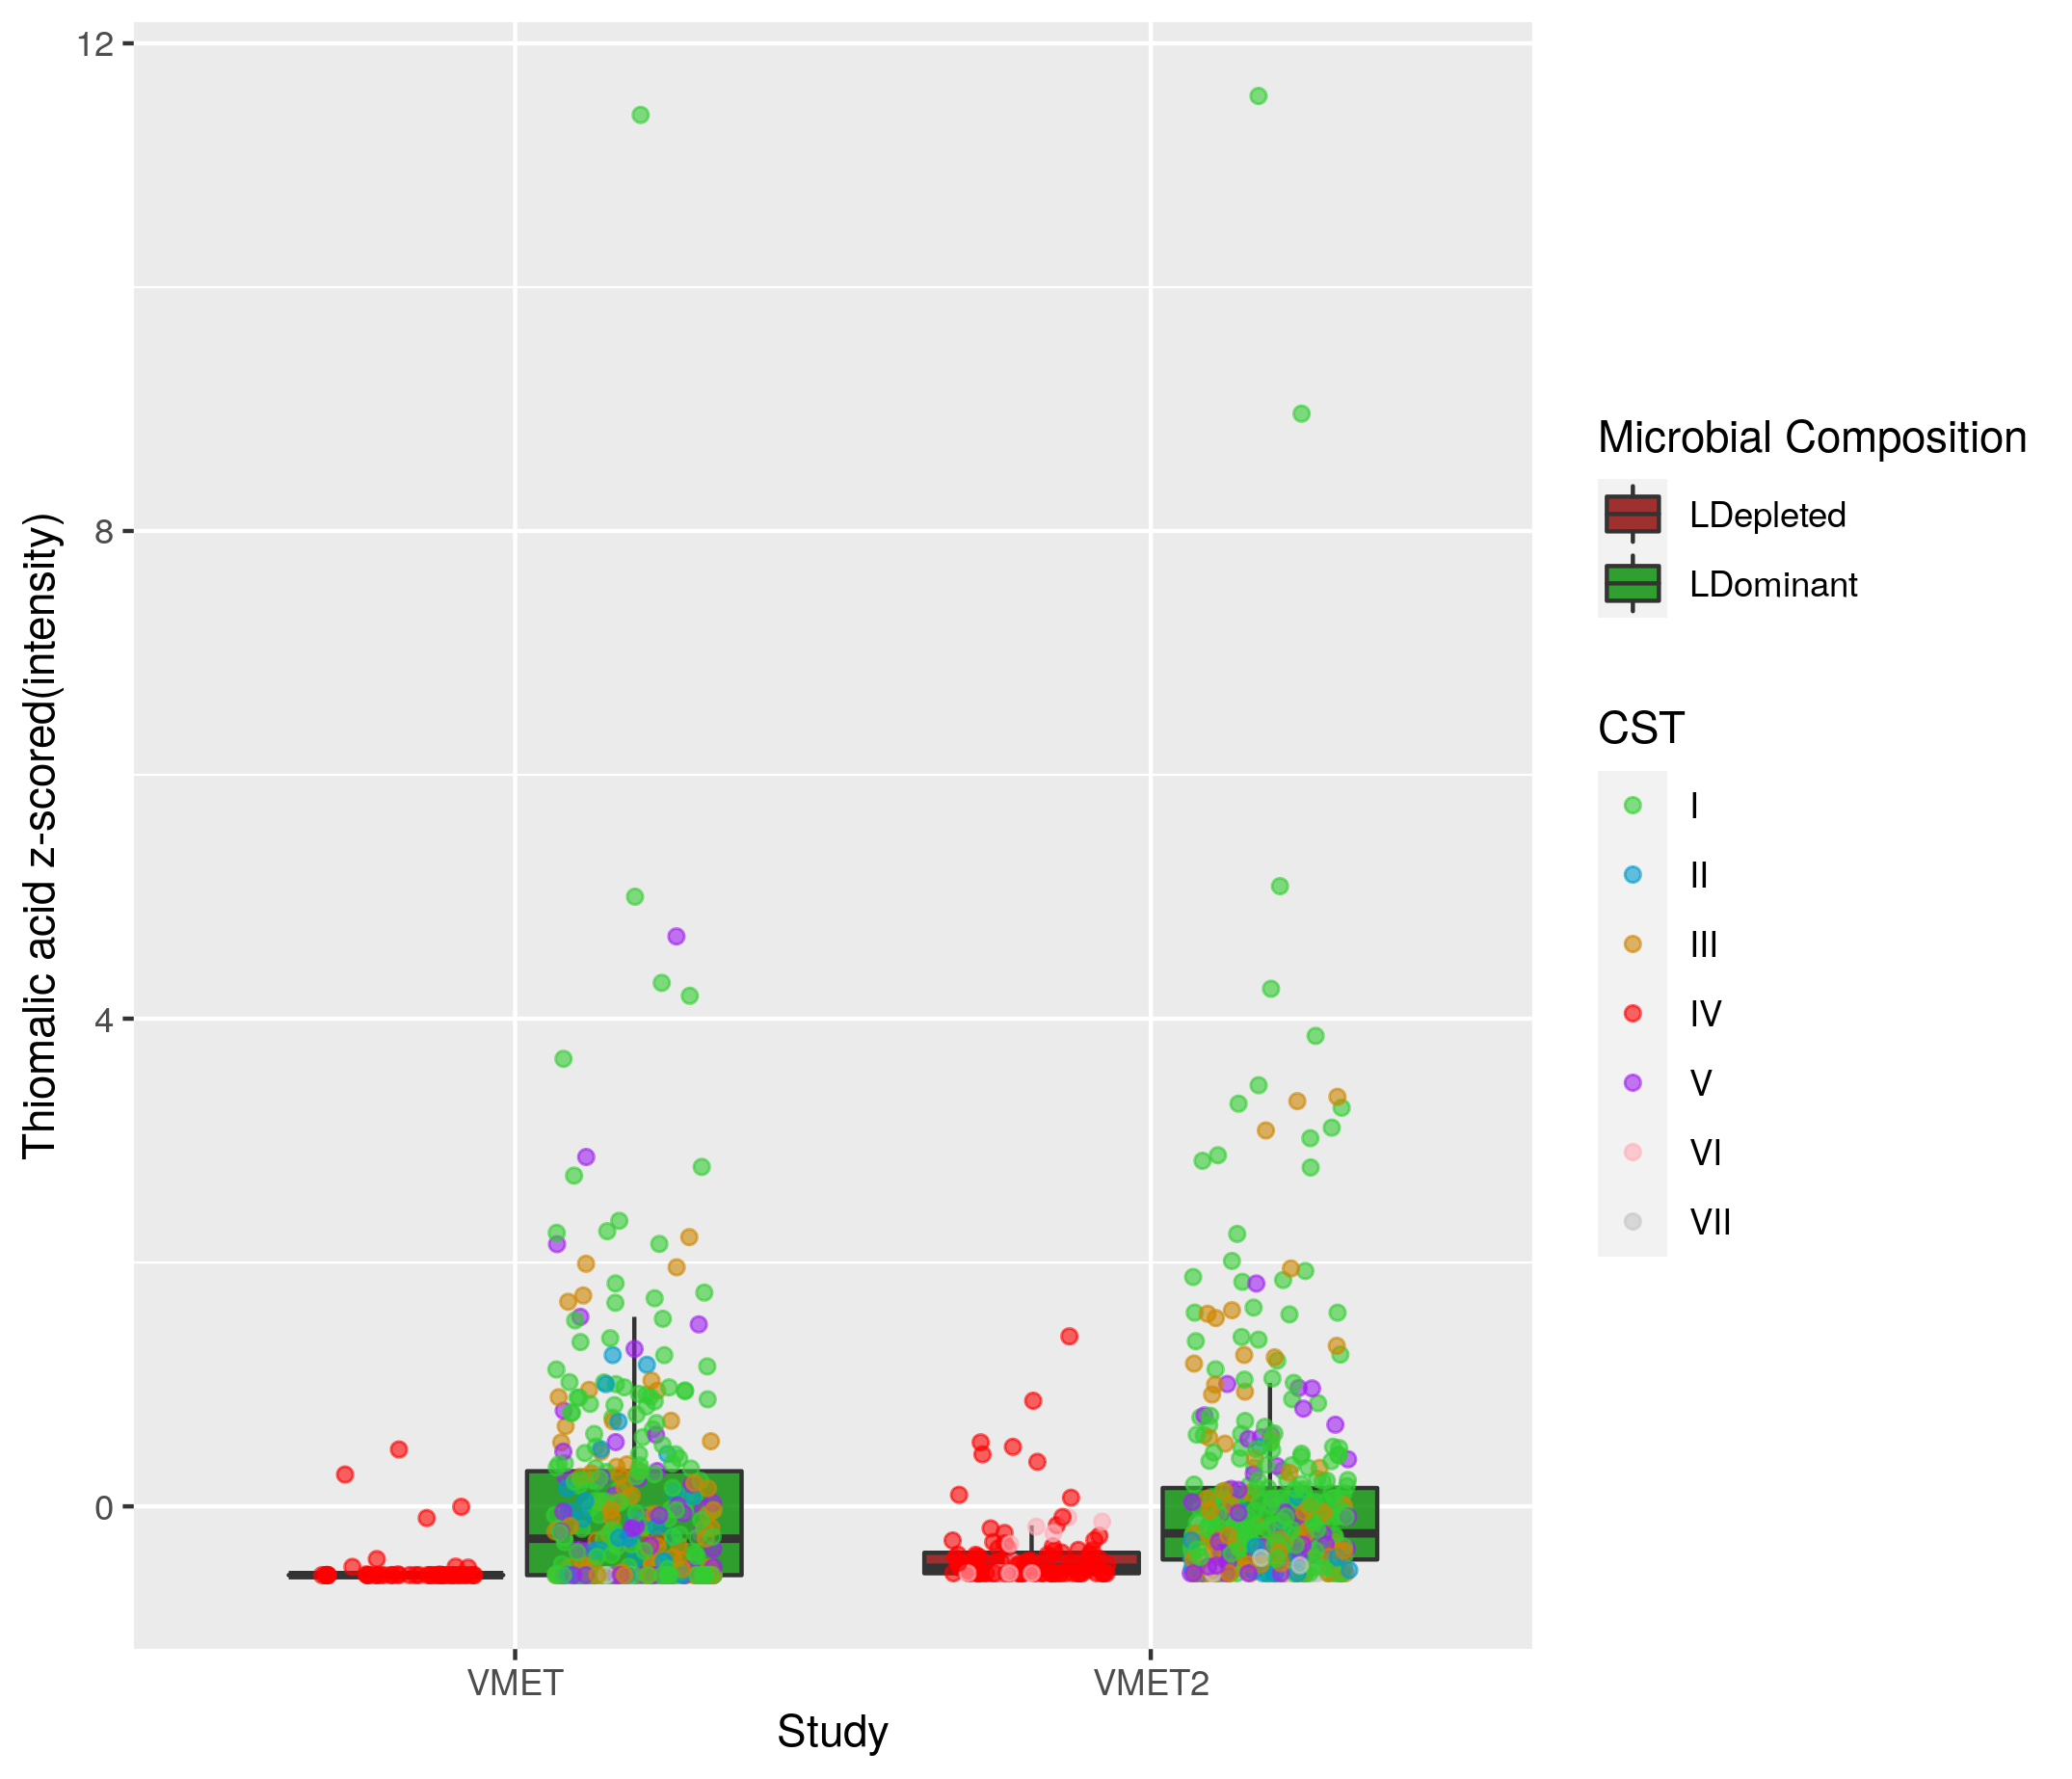 12
8
4
0
Thiomalic acid z-scored(intensity)
VMET
VMET2
Study
Microbial Composition
LDepleted
LDominant
CST
I
II
III
IV
V
VI
VII